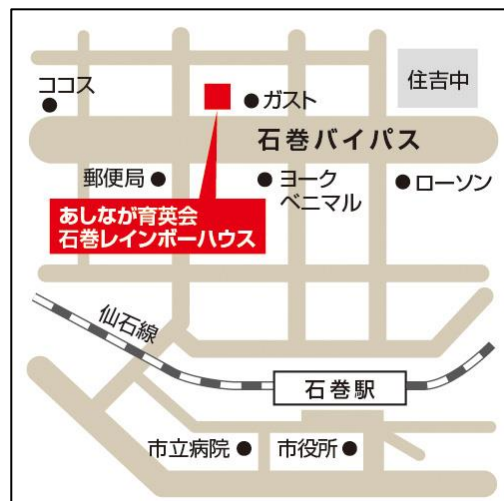 ココス
ガスト
住吉中
石巻バイパス
郵便局
ヨーク
ベニマル
ローソン
あしなが育英会
石巻レインボーハウス
仙石線
石巻駅
市立病院
市役所